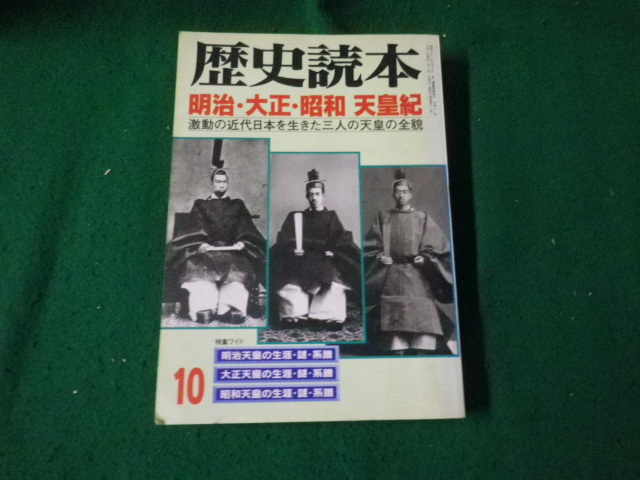 歴史読本
明治・大正・昭和 天皇紀
激動の近代日本を生きた三人の天皇の全貌
特集ワイド
明治天皇の生涯・謎・系譜
大正天皇の生涯・謎・系譜
昭和天皇の生涯・謎・系譜
10